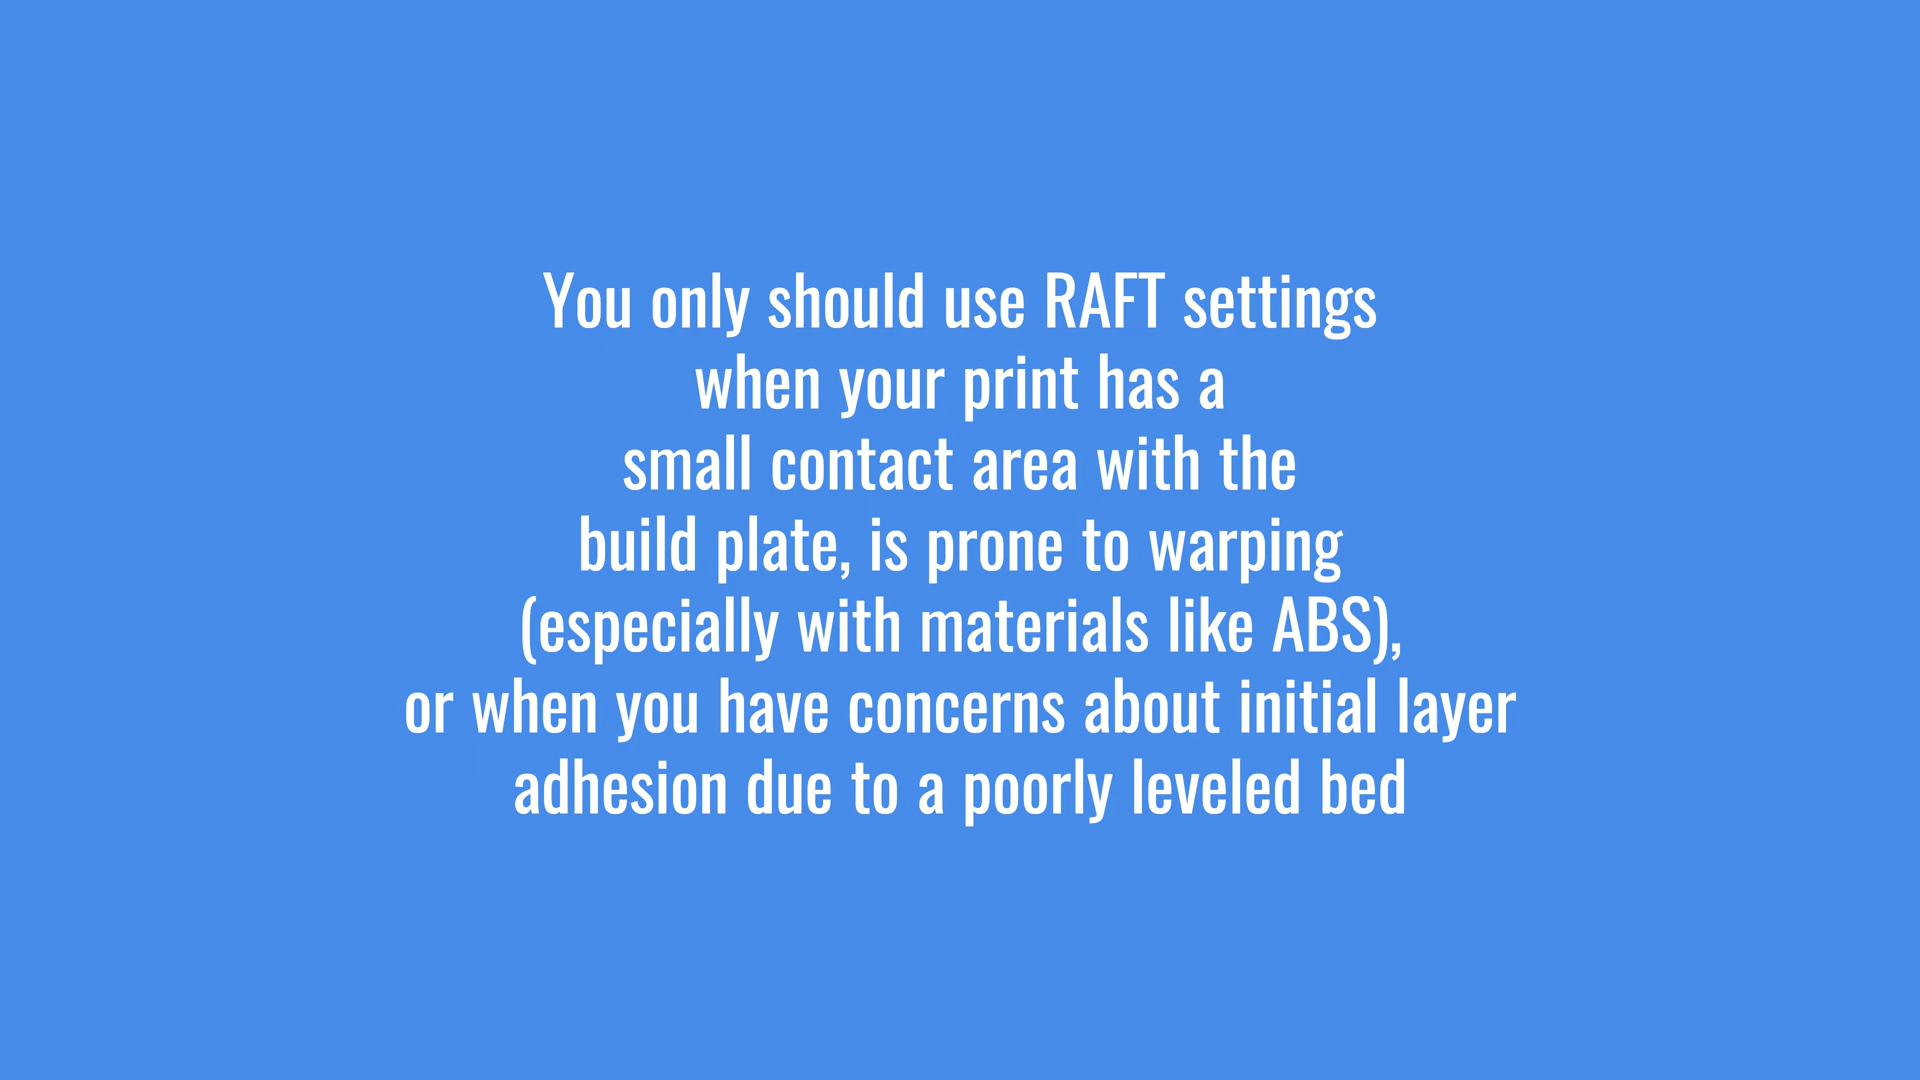 You only should use RAFT settings
when your print has a
small contact area with the
build plate, is prone to warping
(especially with materials like ABS),
or when you have concerns about initial layer
adhesion due to a poorly leveled bed